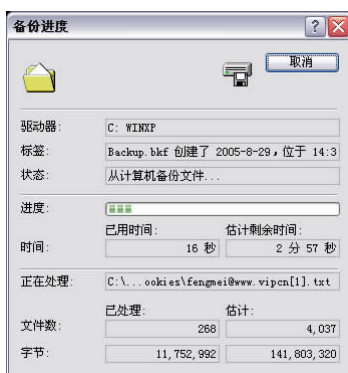 备份进度
取消
驱动器: C: WINXP
标签: Backup.bkf 创建了 2005-8-29，位于 14:3
状态: 从计算机备份文件...
进度:
已用时间: 估计剩余时间:
时间: 16 秒 2 分 57 秒
正在处理: C:\...ookies\fengmei@www.vipcn[1].txt
已处理: 估计:
文件数: 268 4,037
字节: 11,752,992 141,803,320